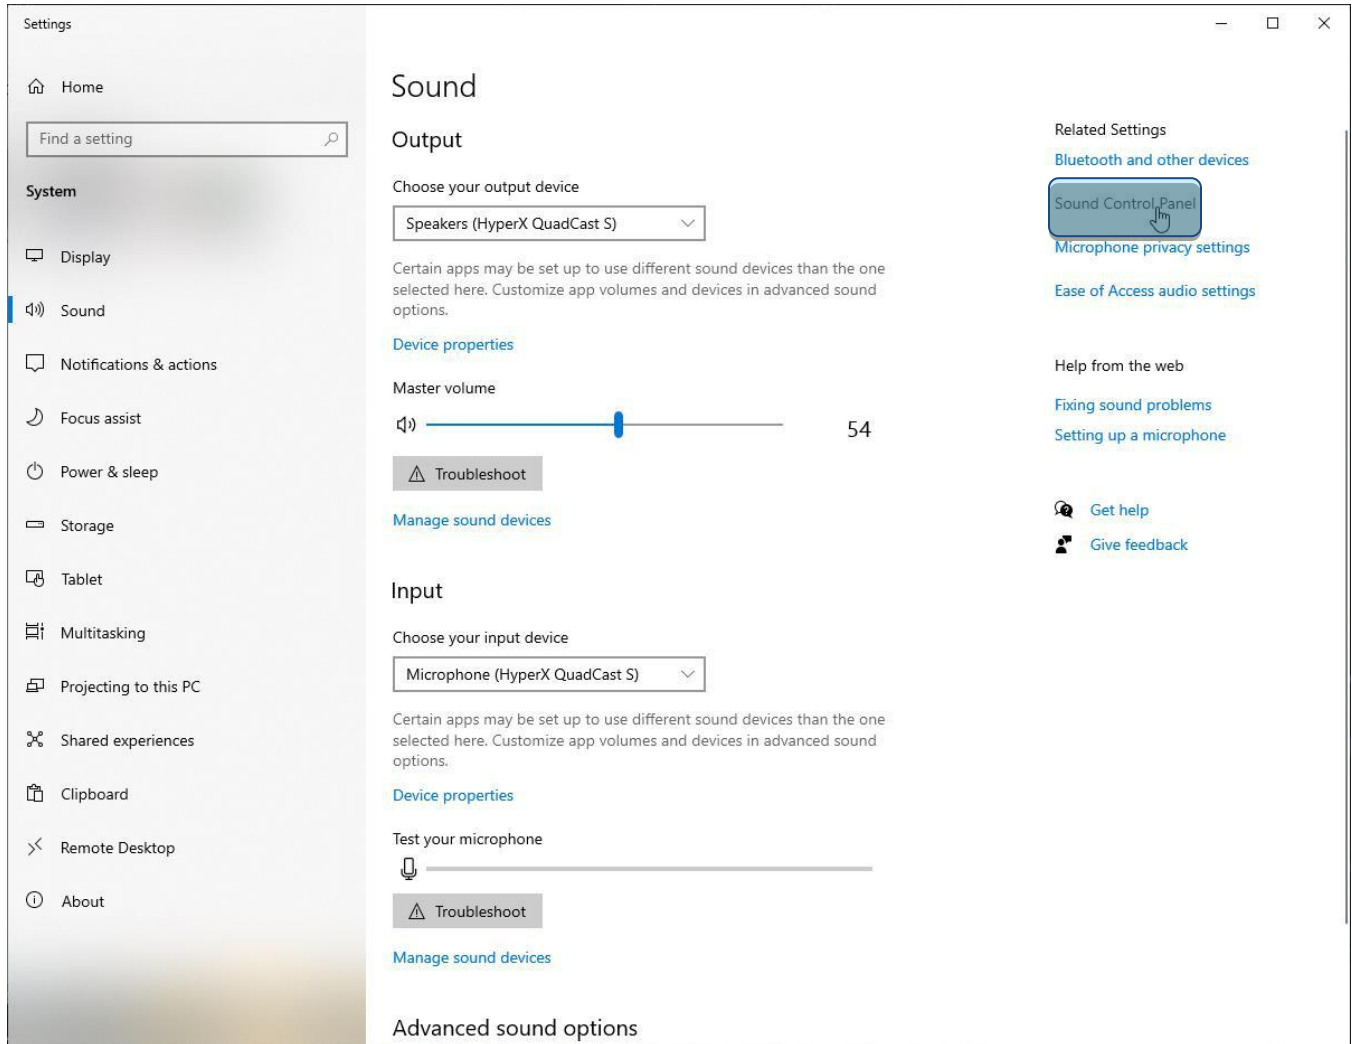 Settings
Home
Find a setting
System
Display
Sound
Notifications & actions
Focus assist
Power & sleep
Storage
Tablet
Multitasking
Projecting to this PC
Shared experiences
Clipboard
Remote Desktop
About
Sound
Output
Choose your output device
Speakers (HyperX QuadCast S)
Certain apps may be set up to use different sound devices than the one
selected here. Customize app volumes and devices in advanced sound
options.
Device properties
Master volume
54
Troubleshoot
Manage sound devices
Input
Choose your input device
Microphone (HyperX QuadCast S)
Certain apps may be set up to use different sound devices than the one
selected here. Customize app volumes and devices in advanced sound
options.
Device properties
Test your microphone
Troubleshoot
Manage sound devices
Advanced sound options
Related Settings
Bluetooth and other devices
Sound Control Panel
Microphone privacy settings
Ease of Access audio settings
Help from the web
Fixing sound problems
Setting up a microphone
Get help
Give feedback